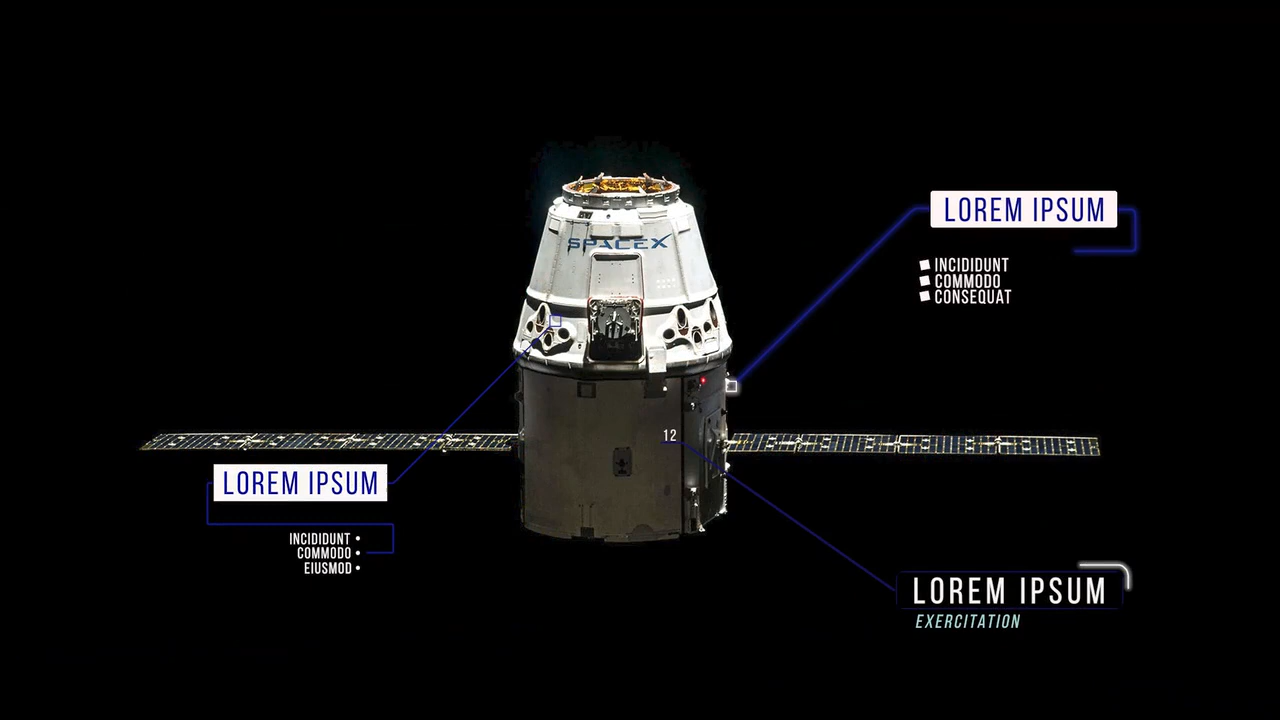 SPACEX
LOREM IPSUM
INCIDIDUNT
COMMODO
CONSEQUAT
12
LOREM IPSUM
INCIDIDUNT
COMMODO
EIUSMOD
LOREM IPSUM
EXERCITATION